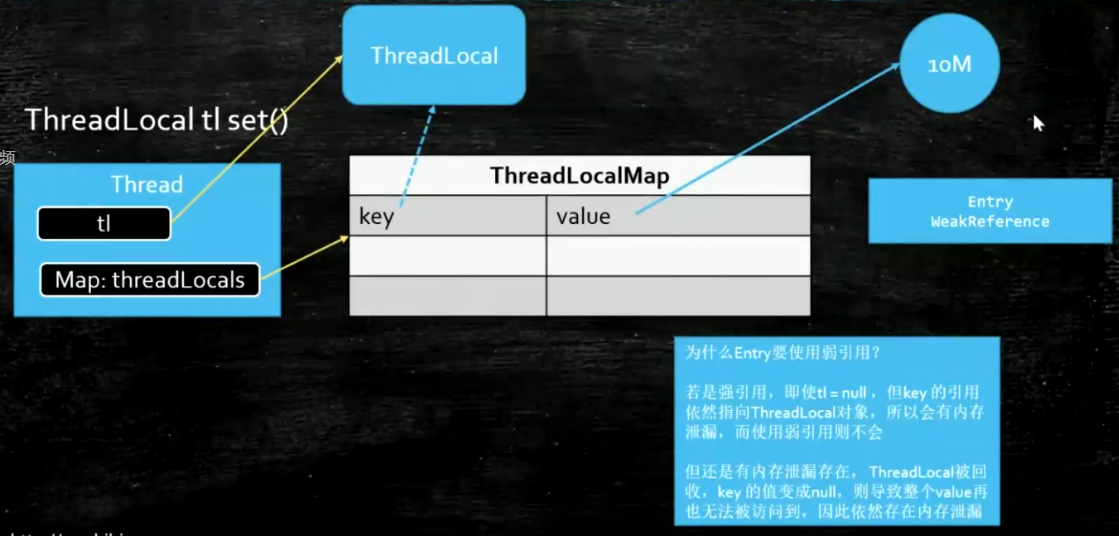 ThreadLocal
10M
ThreadLocal tl set()
频
Thread
tl
Map: threadLocals
ThreadLocalMap
key
value
Entry
WeakReference
为什么Entry要使用弱引用？
若是强引用，即使tl = null，但key 的引用
依然指向ThreadLocal对象，所以会有内存
泄漏，而使用弱引用则不会
但还是有内存泄漏存在，ThreadLocal被回
收，key 的值变成null，则导致整个value再
也无法被访问到，因此依然存在内存泄漏